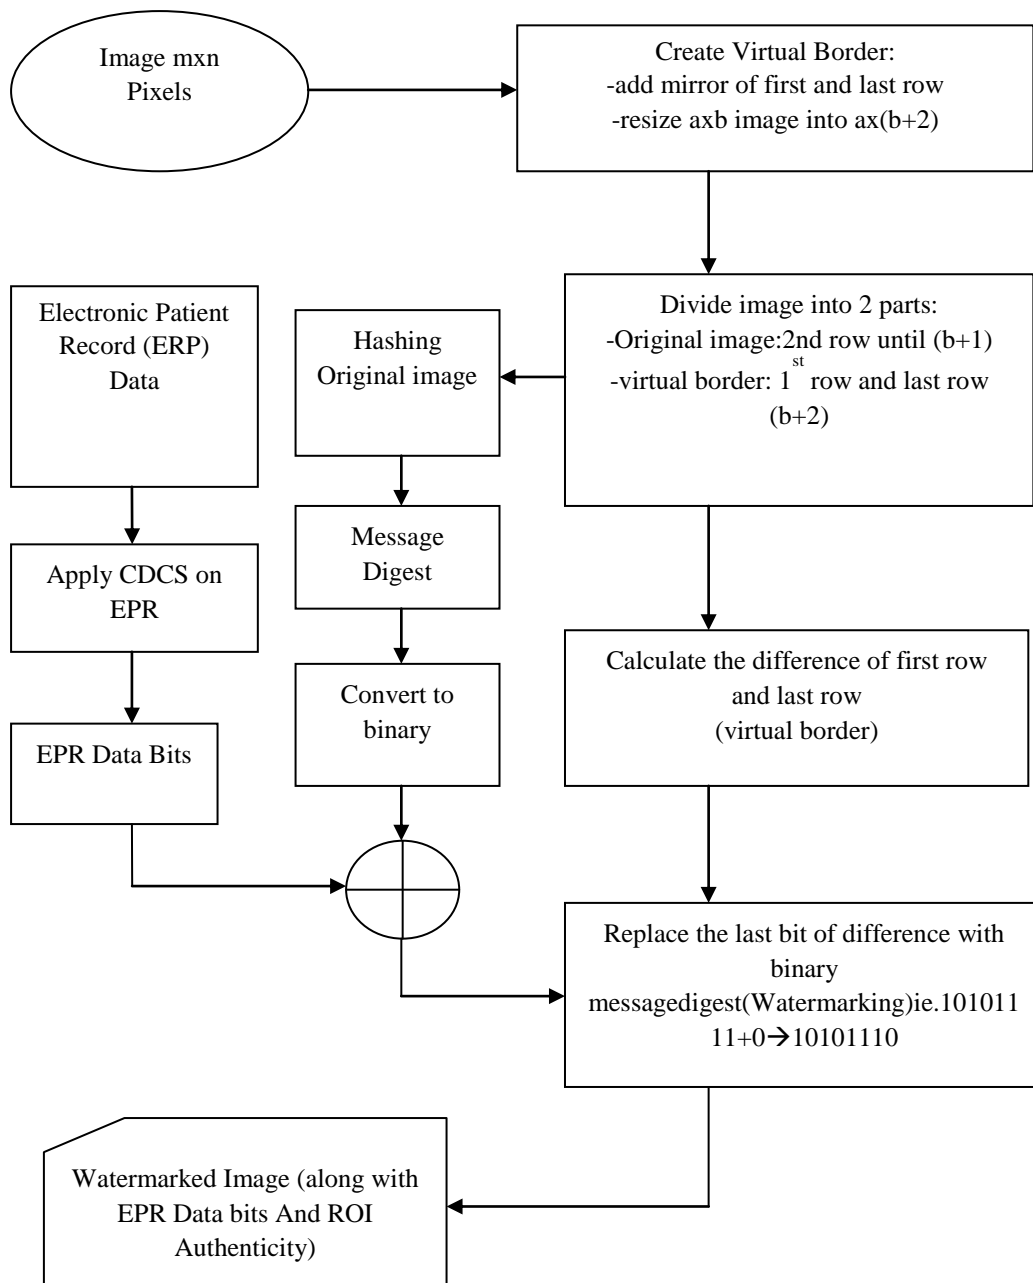 Image mxn
Pixels
Create Virtual Border:
-add mirror of first and last row
-resize axb image into ax(b+2)
Electronic Patient
Record (ERP)
Data
Hashing
Original image
Divide image into 2 parts:
-Original image:2nd row until (b+1)
-virtual border: 1st row and last row
(b+2)
Apply CDCS on
EPR
Message
Digest
EPR Data Bits
Convert to
binary
Calculate the difference of first row
and last row
(virtual border)
Replace the last bit of difference with
binary
messagedigest(Watermarking)ie.101011
11+0→10101110
Watermarked Image (along with
EPR Data bits And ROI
Authenticity)